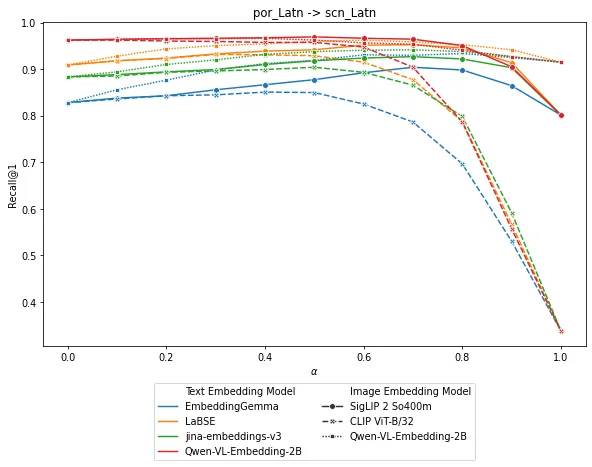 por_Latn -> scn_Latn
Recall@1
1.0
0.9
0.8
0.7
0.6
0.5
0.4
0.0 0.2 0.4 0.6 0.8 1.0
α
Text Embedding Model Image Embedding Model
EmbeddingGemma SigLIP 2 So400m
LaBSE CLIP ViT-B/32
jina-embeddings-v3 Qwen-VL-Embedding-2B
Qwen-VL-Embedding-2B